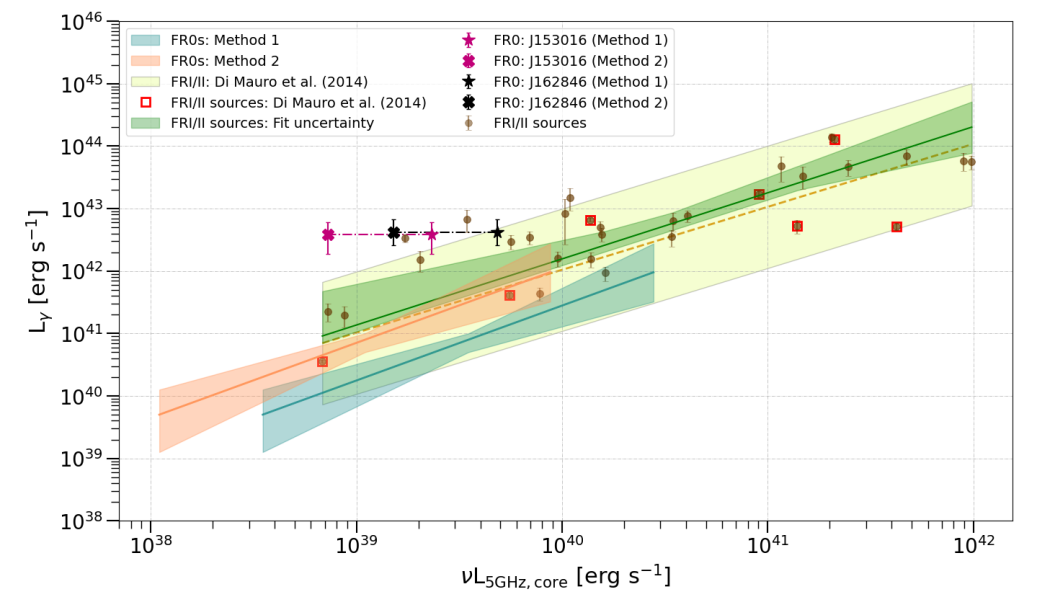 10^46
10^45
10^44
10^43
10^42
10^41
10^40
10^39
10^38
L_γ [erg s^−1]
FR0s: Method 1
FR0s: Method 2
FRI/II: Di Mauro et al. (2014)
FRI/II sources: Di Mauro et al. (2014)
FRI/II sources: Fit uncertainty
FR0: J153016 (Method 1)
FR0: J153016 (Method 2)
FR0: J162846 (Method 1)
FR0: J162846 (Method 2)
FRI/II sources
10^38 10^39 10^40 10^41 10^42
νL_5GHz, core [erg s^−1]